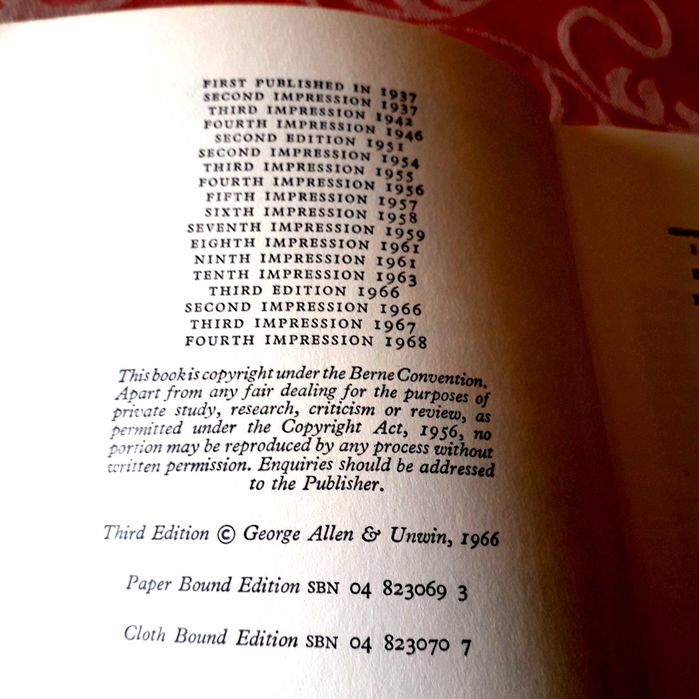 FIRST PUBLISHED IN 1937
SECOND IMPRESSION 1937
THIRD IMPRESSION 1942
FOURTH IMPRESSION 1946
SECOND EDITION 1951
SECOND IMPRESSION 1954
THIRD IMPRESSION 1955
FOURTH IMPRESSION 1956
FIFTH IMPRESSION 1957
SIXTH IMPRESSION 1958
SEVENTH IMPRESSION 1959
EIGHTH IMPRESSION 1961
NINTH IMPRESSION 1961
TENTH IMPRESSION 1963
THIRD EDITION 1966
SECOND IMPRESSION 1966
THIRD IMPRESSION 1967
FOURTH IMPRESSION 1968
This book is copyright under the Berne Convention.
Apart from any fair dealing for the purposes of
private study, research, criticism or review, as
permitted under the Copyright Act, 1956, no
portion may be reproduced by any process without
written permission. Enquiries should be addressed
to the Publisher.
Third Edition © George Allen & Unwin, 1966
Paper Bound Edition SBN 04 823069 3
Cloth Bound Edition SBN 04 823070 7